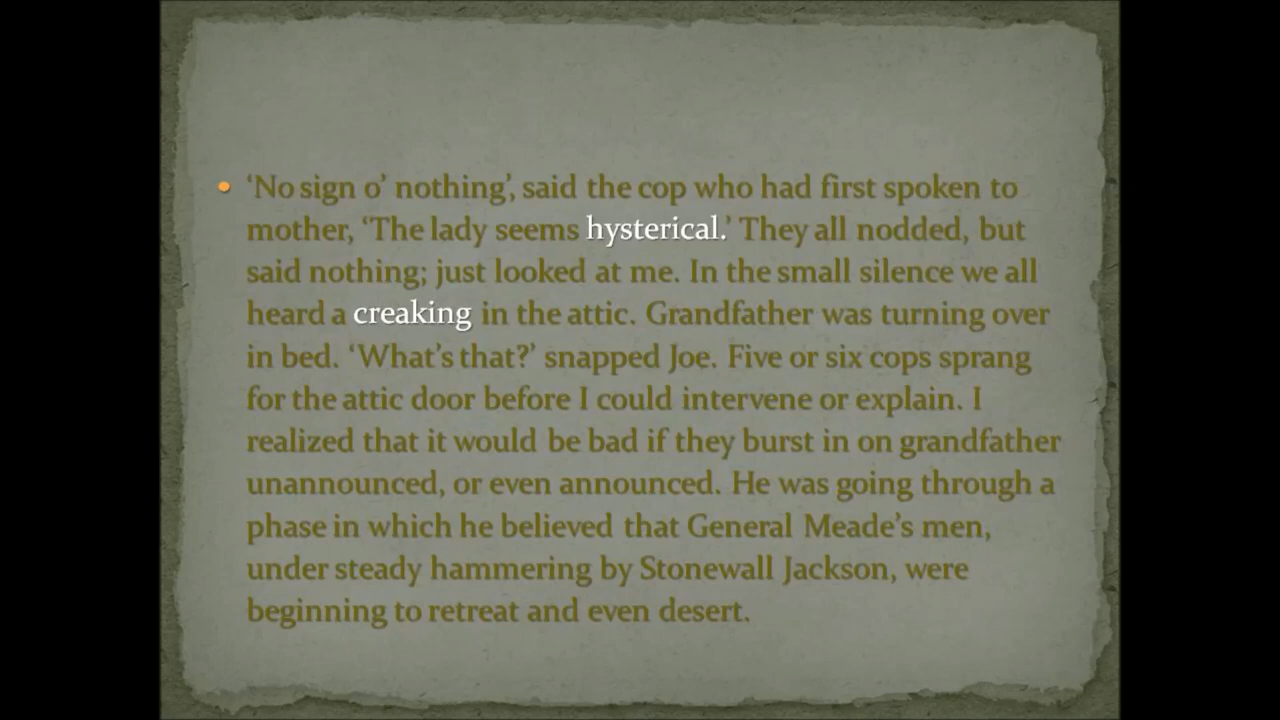 • ‘No sign o’ nothing’, said the cop who had first spoken to
mother, ‘The lady seems hysterical.’ They all nodded, but
said nothing; just looked at me. In the small silence we all
heard a creaking in the attic. Grandfather was turning over
in bed. ‘What’s that?’ snapped Joe. Five or six cops sprang
for the attic door before I could intervene or explain. I
realized that it would be bad if they burst in on grandfather
unannounced, or even announced. He was going through a
phase in which he believed that General Meade’s men,
under steady hammering by Stonewall Jackson, were
beginning to retreat and even desert.